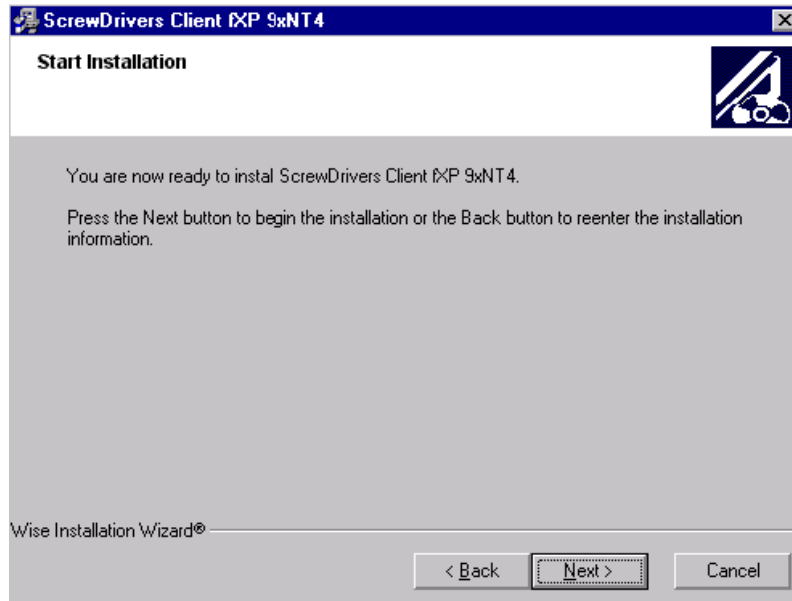 ScrewDrivers Client fXP 9xNT4
Start Installation
You are now ready to instal ScrewDrivers Client fXP 9xNT4.
Press the Next button to begin the installation or the Back button to reenter the installation
information.
Wise Installation Wizard®
< Back
Next >
Cancel